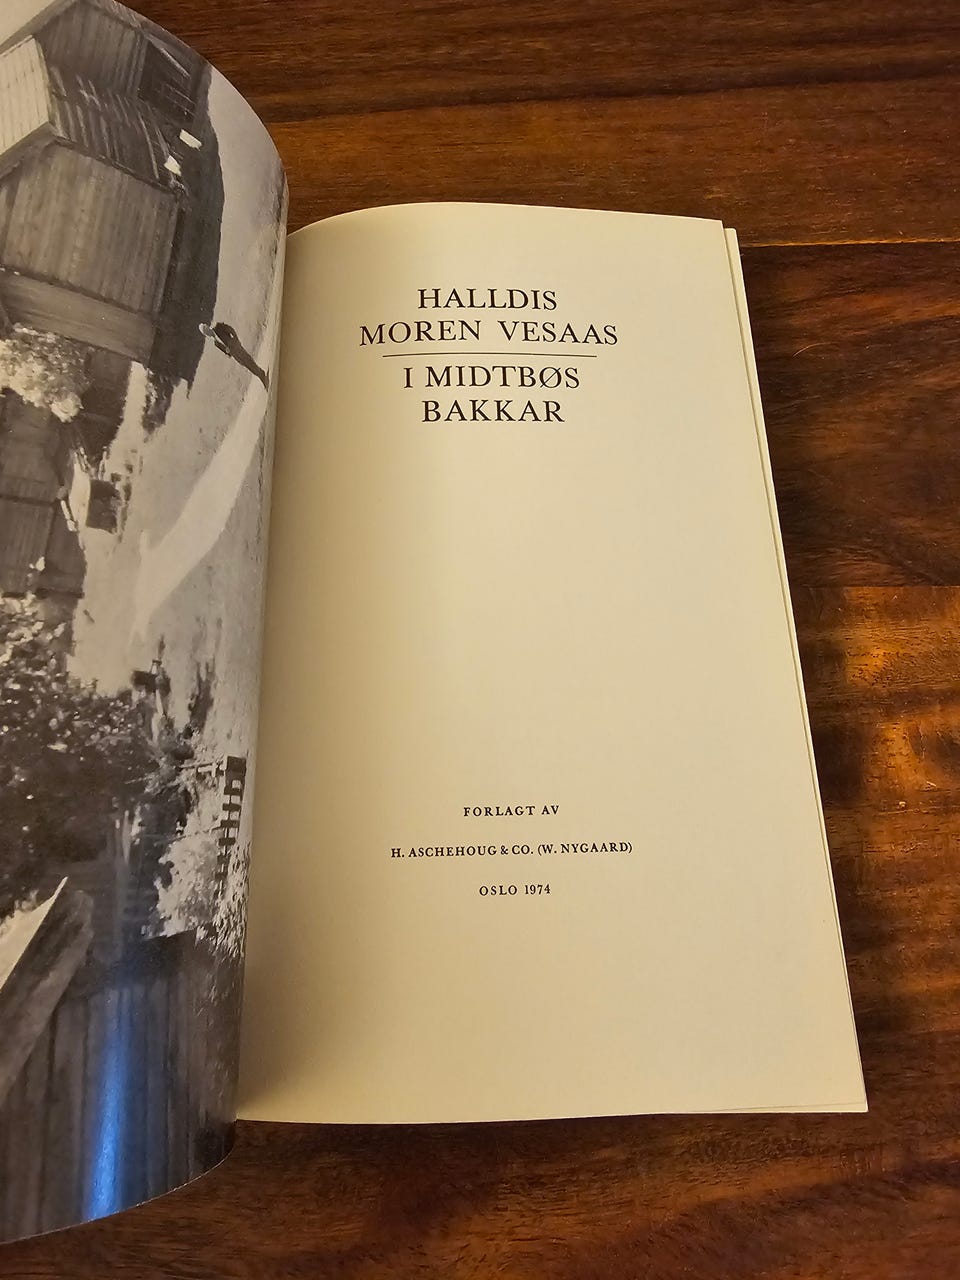 HALLDIS
MOREN VESAAS
I MIDTBØS
BAKKAR
FORLAGT AV
H. ASCHEHOUG & CO. (W. NYGAARD)
OSLO 1974